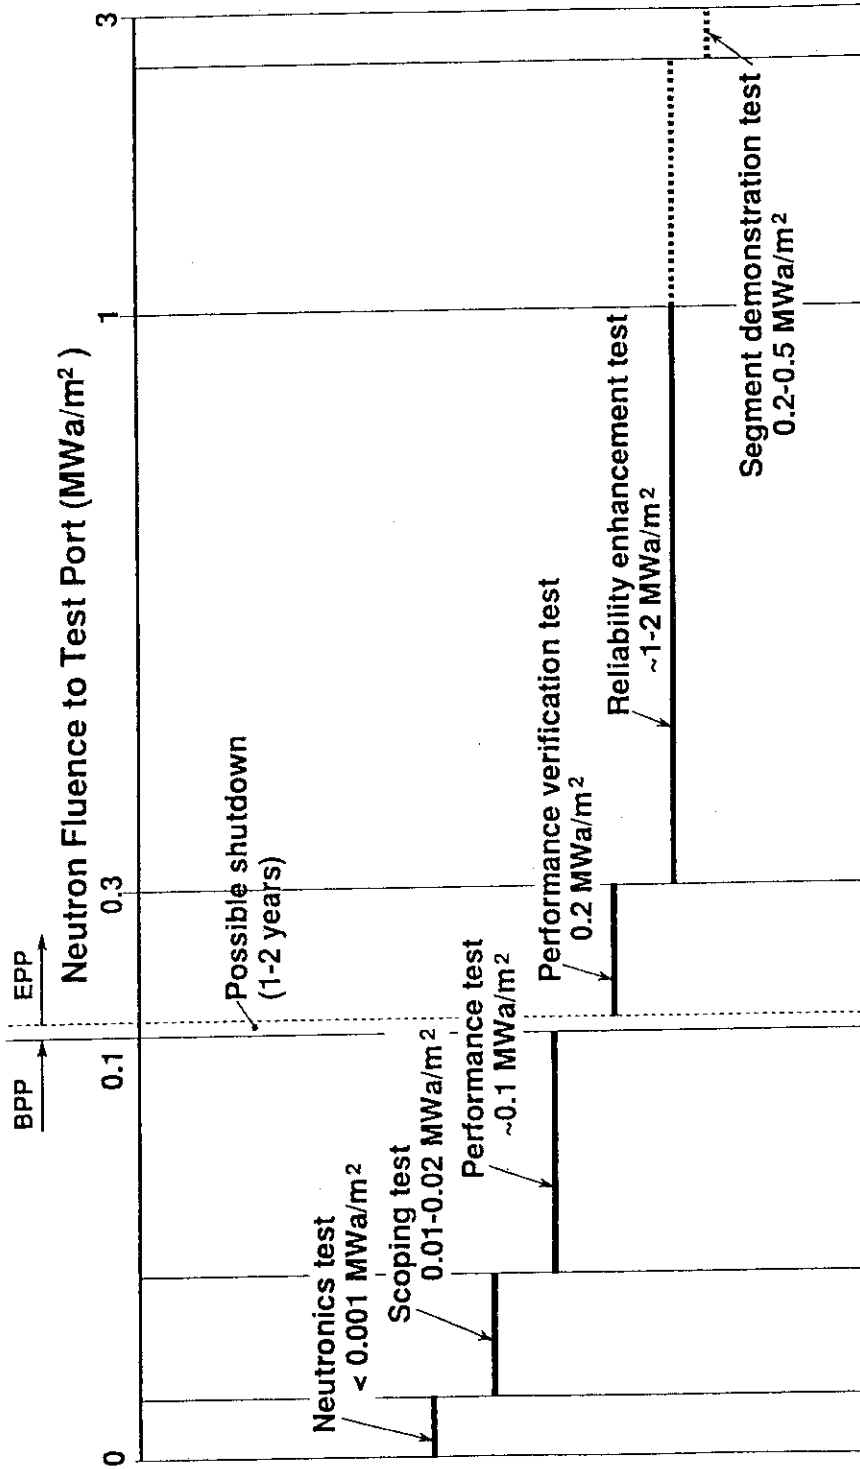 BPP
EPP
Neutron Fluence to Test Port (MWa/m²)
0
0.1
0.3
1
3
Possible shutdown
(1-2 years)
Neutronics test
< 0.001 MWa/m²
Scoping test
0.01-0.02 MWa/m²
Performance test
~0.1 MWa/m²
Performance verification test
0.2 MWa/m²
Reliability enhancement test
~1-2 MWa/m²
Segment demonstration test
0.2-0.5 MWa/m²